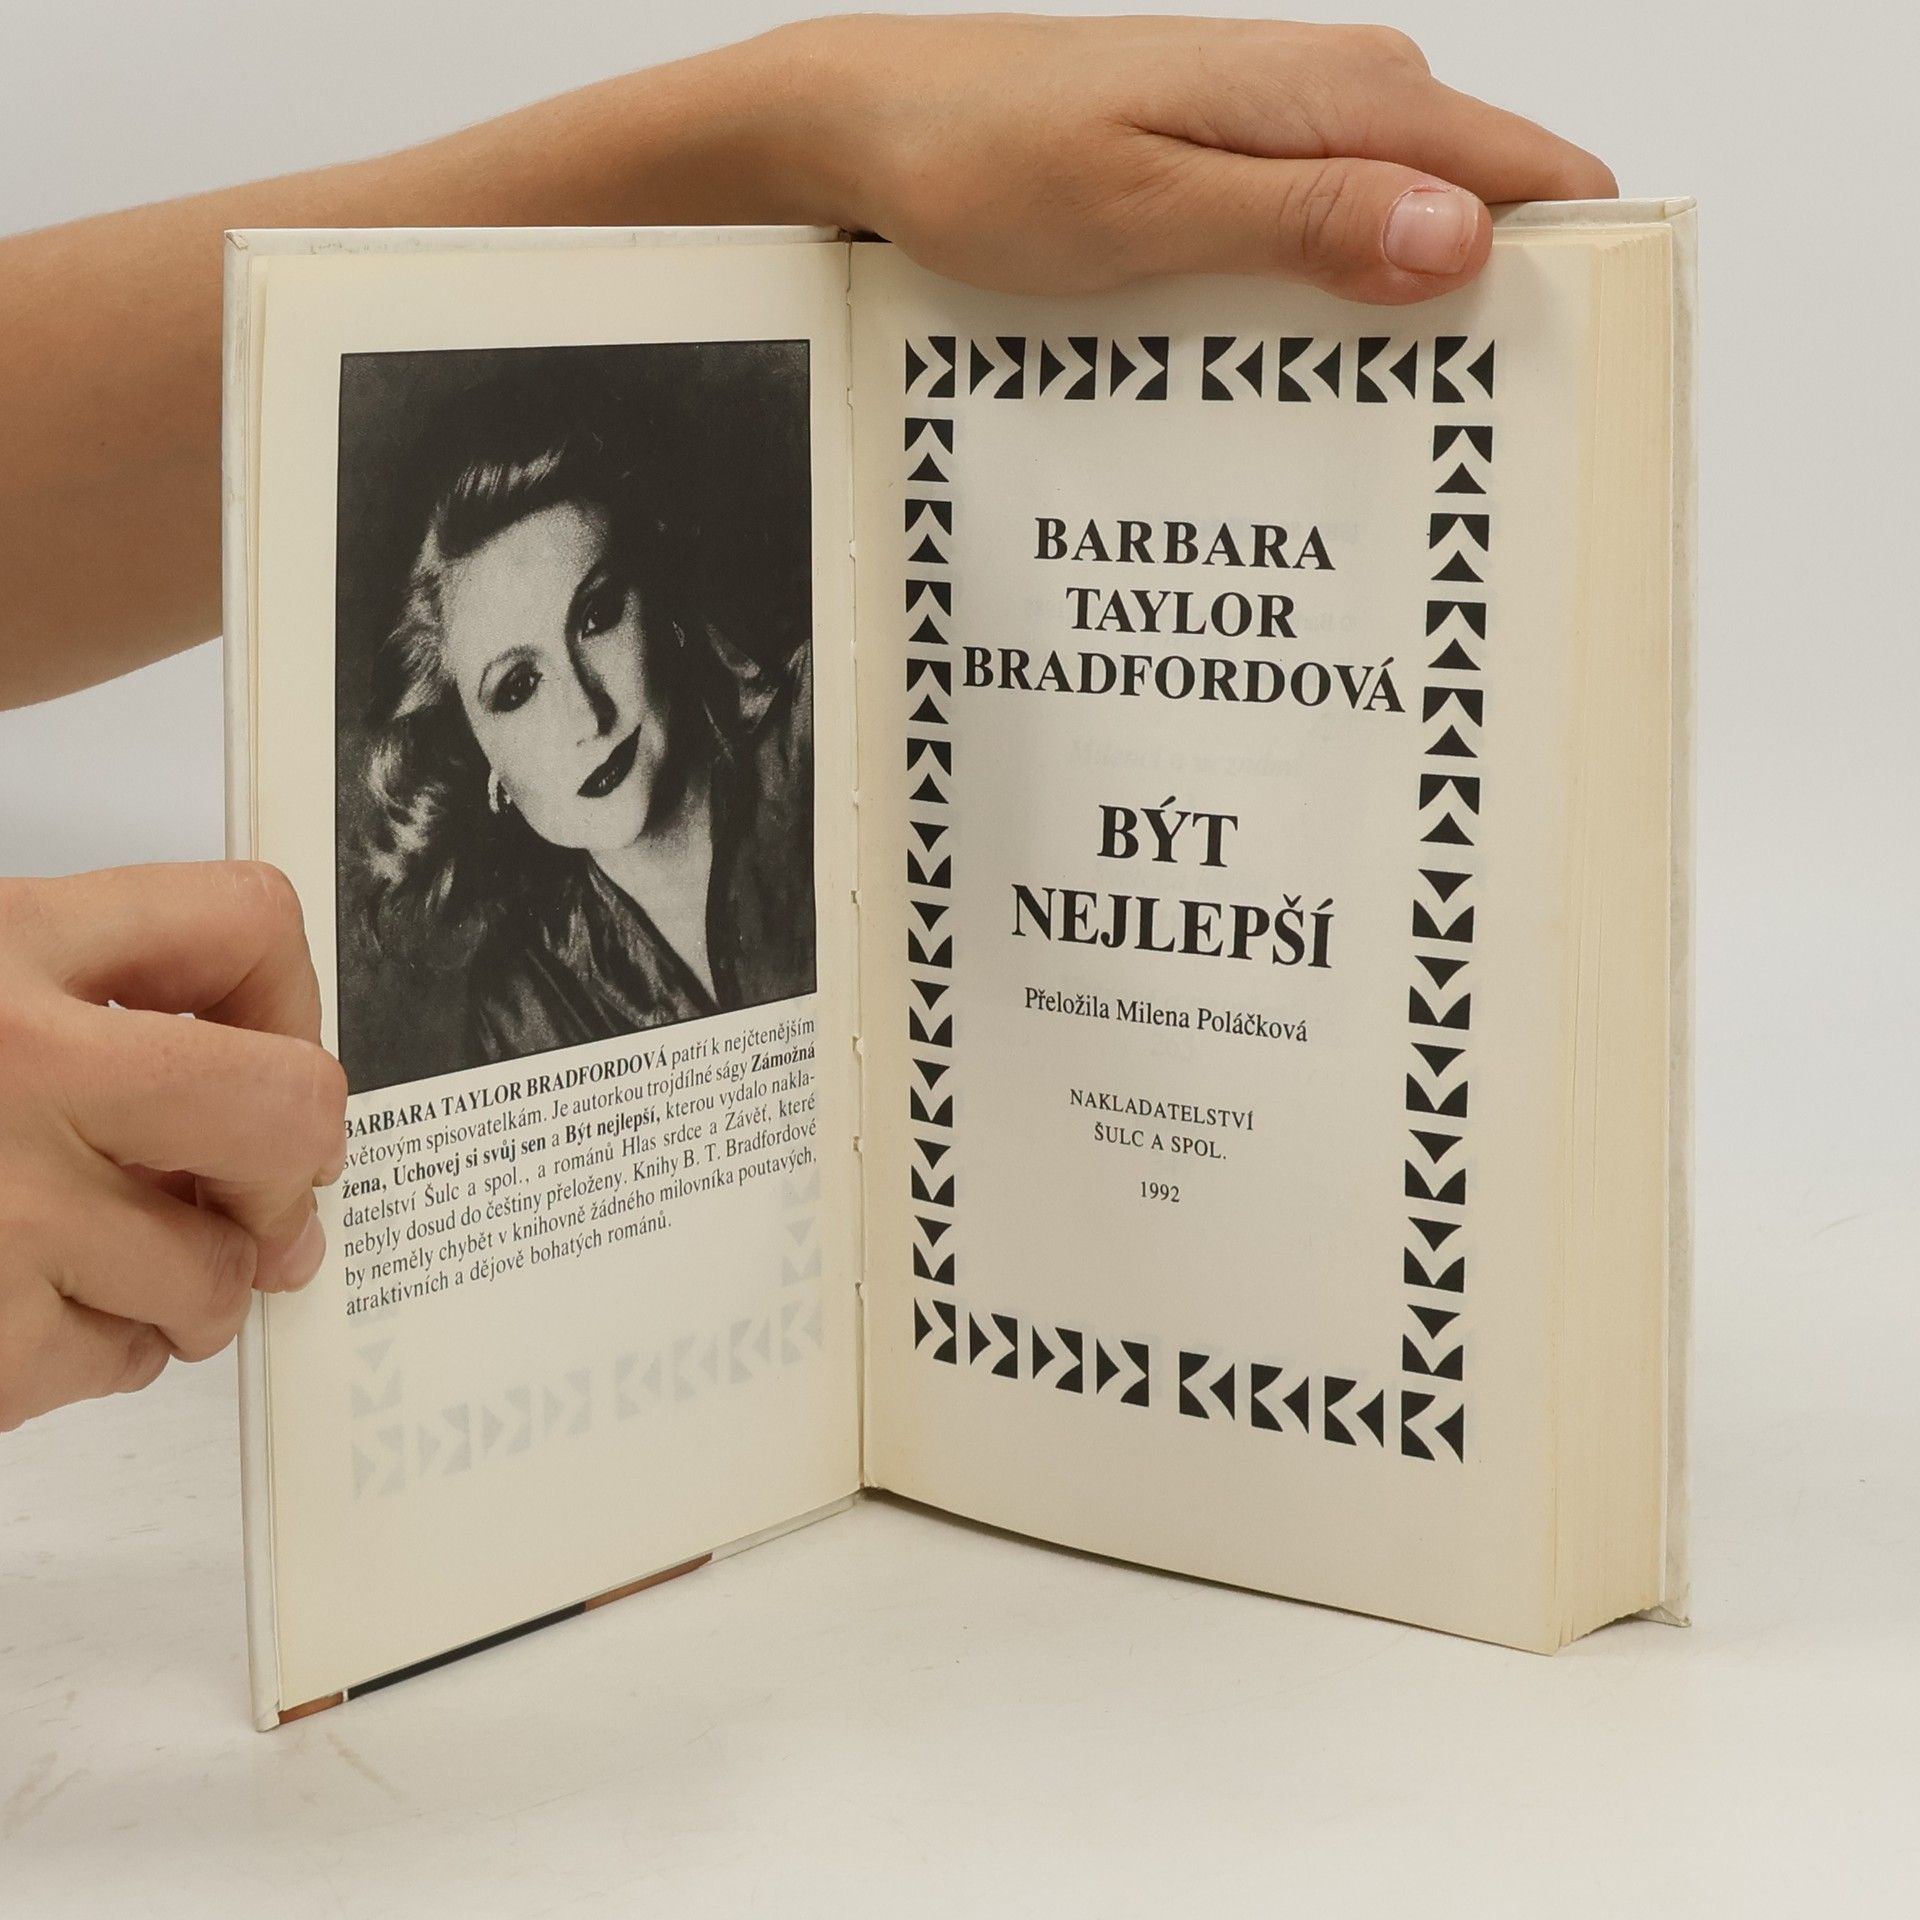 BARBARA TAYLOR BRADFORDOVÁ patří k nejčtenějším
světovým spisovatelkám. Je autorkou trojdílné ságy Zámožná
žena, Uchovej si svůj sen a Být nejlepší, kterou vydalo nakla-
datelství Šulc a spol., a románů Hlas srdce a Závěť, které
nebyly dosud do češtiny přeloženy. Knihy B. T. Bradfordové
by neměly chybět v knihovně žádného milovníka poutavých,
atraktivních a dějově bohatých románů.
BARBARA
TAYLOR
BRADFORDOVÁ
BÝT
NEJLEPŠÍ
Přeložila Milena Poláčková
NAKLADATELSTVÍ
ŠULC A SPOL.
1992